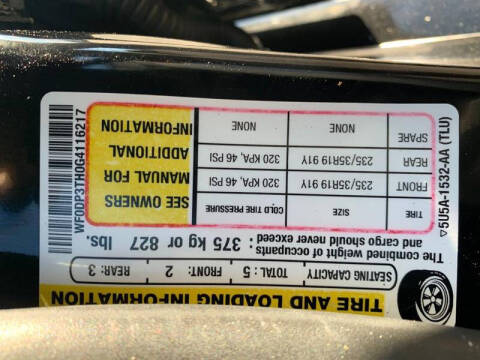 TIRE AND LOADING INFORMATION
SEATING CAPACITY TOTAL: 5 FRONT: 2 REAR: 3
The combined weight of occupants
and cargo should never exceed : 375 kg or 827 lbs.
TIRE SIZE COLD TIRE PRESSURE
FRONT 235/35R19 91Y 320 KPA, 46 PSI
REAR 235/35R19 91Y 320 KPA, 46 PSI
SPARE NONE NONE
SEE OWNERS
MANUAL FOR
ADDITIONAL
INFORMATION
5U5A-1532-AA (TLU)
WF0DP3TH0G4116217